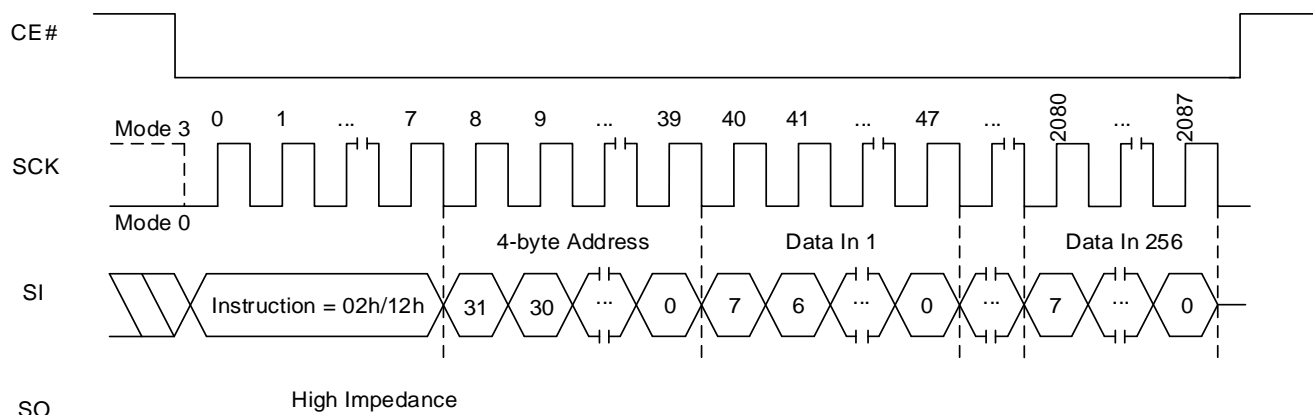 CE#
Mode 3
0 1 ... 7 8 9 ... 39 40 41 ... 47 ... 2080 ... 2087
SCK
Mode 0
4-byte Address Data In 1 Data In 256
SI
Instruction = 02h/12h 31 30 ... 0 7 6 ... 0 ... 7 ... 0
High Impedance
SO